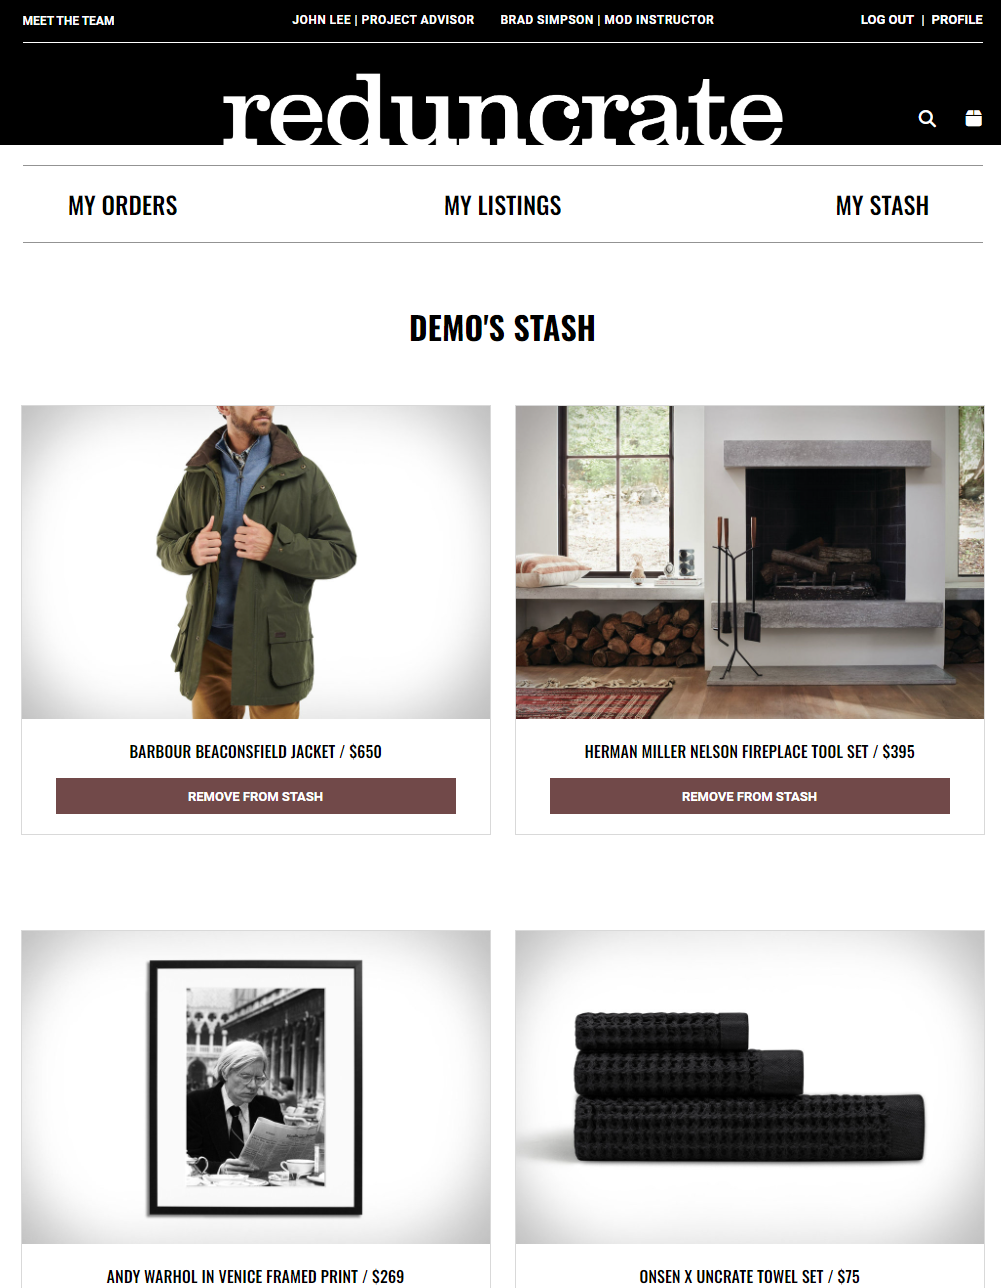 MEET THE TEAM JOHN LEE | PROJECT ADVISOR BRAD SIMPSON | MOD INSTRUCTOR LOG OUT | PROFILE
reduncrate
MY ORDERS MY LISTINGS MY STASH
DEMO'S STASH
BARBOUR BEACONSFIELD JACKET / $650 HERMAN MILLER NELSON FIREPLACE TOOL SET / $395
REMOVE FROM STASH REMOVE FROM STASH
ANDY WARHOL IN VENICE FRAMED PRINT / $269 ONSEN X UNCRATE TOWEL SET / $75